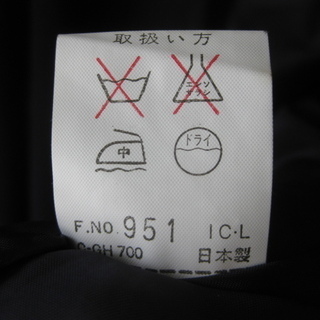 取扱い方
エンソ
サラシ
中
ドライ
F.NO. 951 IC·L
C-GH700 日本製